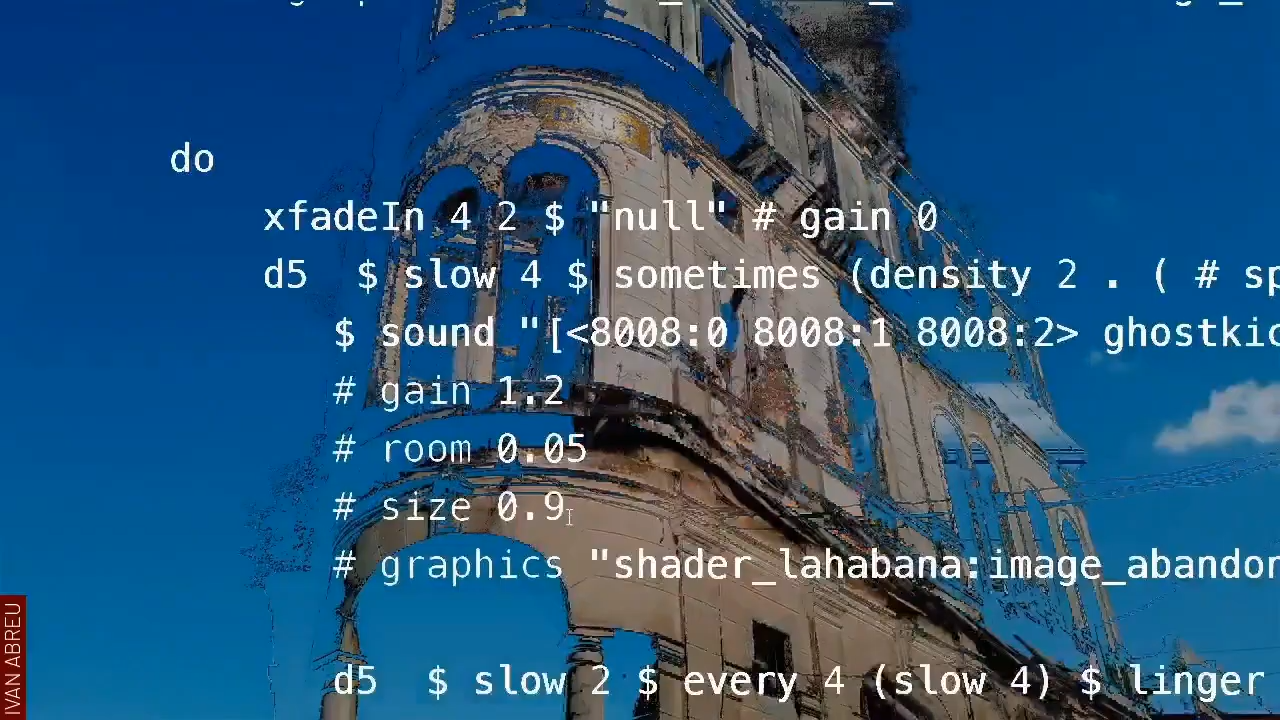 do
xfadeIn 4 2 $ "null" # gain 0
d5  $ slow 4 $ sometimes (density 2 . ( # sp
$ sound "[<8008:0 8008:1 8008:2> ghostkic
# gain 1.2
# room 0.05
# size 0.9
# graphics "shader_lahabana:image_abandon
d5  $ slow 2 $ every 4 (slow 4) $ linger
IVAN ABREU